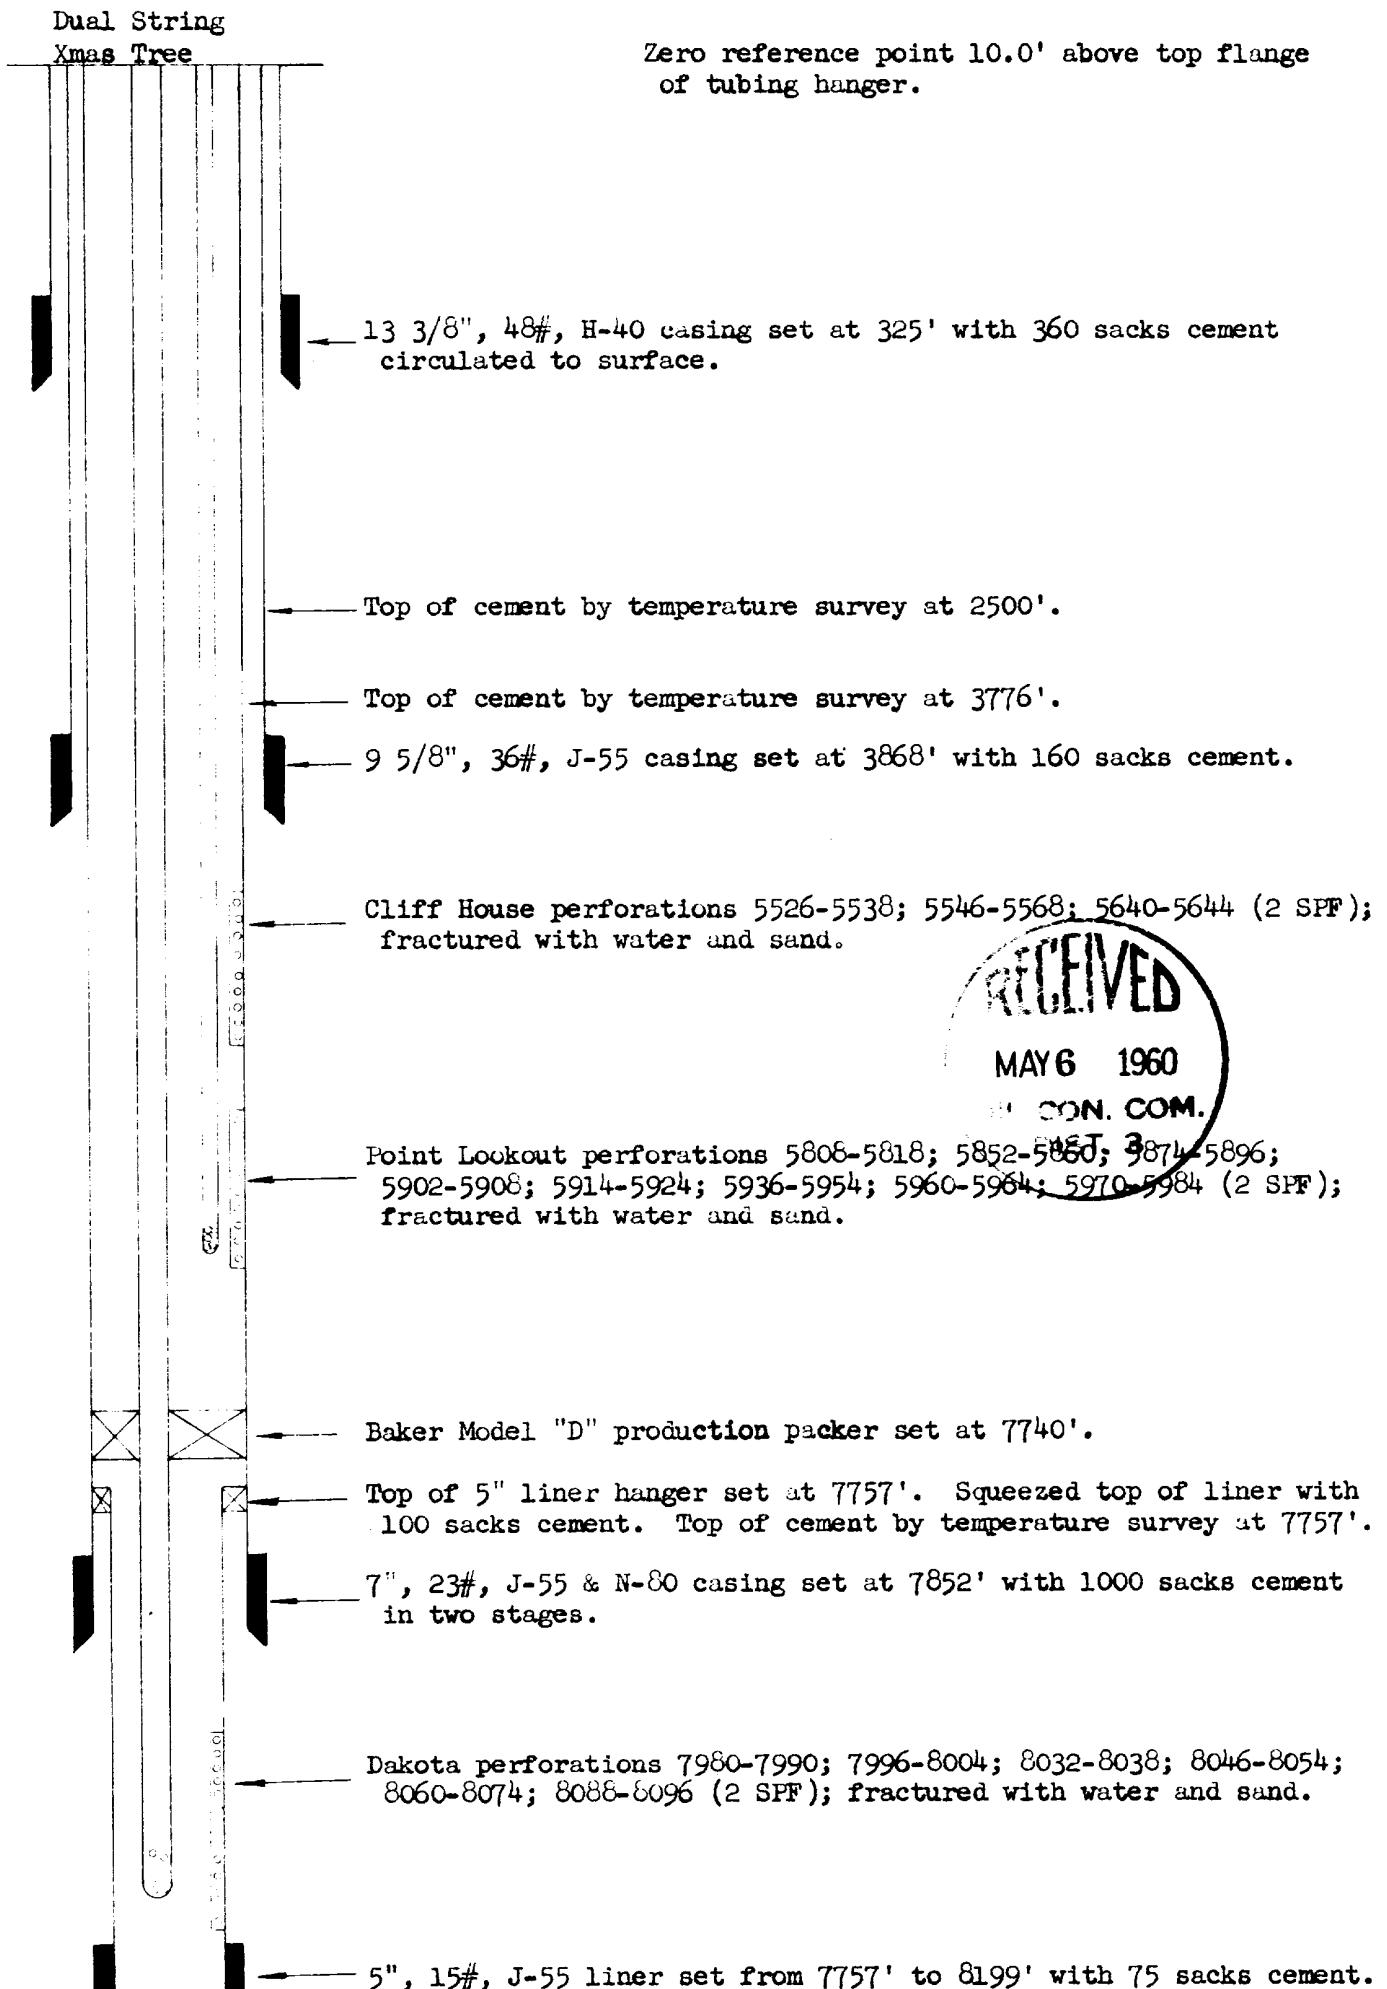 Dual String
Xmas Tree
Zero reference point 10.0' above top flange
of tubing hanger.
13 3/8", 48#, H-40 casing set at 325' with 360 sacks cement
circulated to surface.
Top of cement by temperature survey at 2500'.
Top of cement by temperature survey at 3776'.
9 5/8", 36#, J-55 casing set at 3868' with 160 sacks cement.
Cliff House perforations 5526-5538; 5546-5568; 5640-5644 (2 SPF);
fractured with water and sand.
RECEIVED
MAY 6 1960
CON. COM.
3
Point Lookout perforations 5808-5818; 5852-5860; 5874-5896;
5902-5908; 5914-5924; 5936-5954; 5960-5964; 5970-5984 (2 SPF);
fractured with water and sand.
Baker Model "D" production packer set at 7740'.
Top of 5" liner hanger set at 7757'. Squeezed top of liner with
100 sacks cement. Top of cement by temperature survey at 7757'.
7", 23#, J-55 & N-80 casing set at 7852' with 1000 sacks cement
in two stages.
Dakota perforations 7980-7990; 7996-8004; 8032-8038; 8046-8054;
8060-8074; 8088-8096 (2 SPF); fractured with water and sand.
5", 15#, J-55 liner set from 7757' to 8199' with 75 sacks cement.